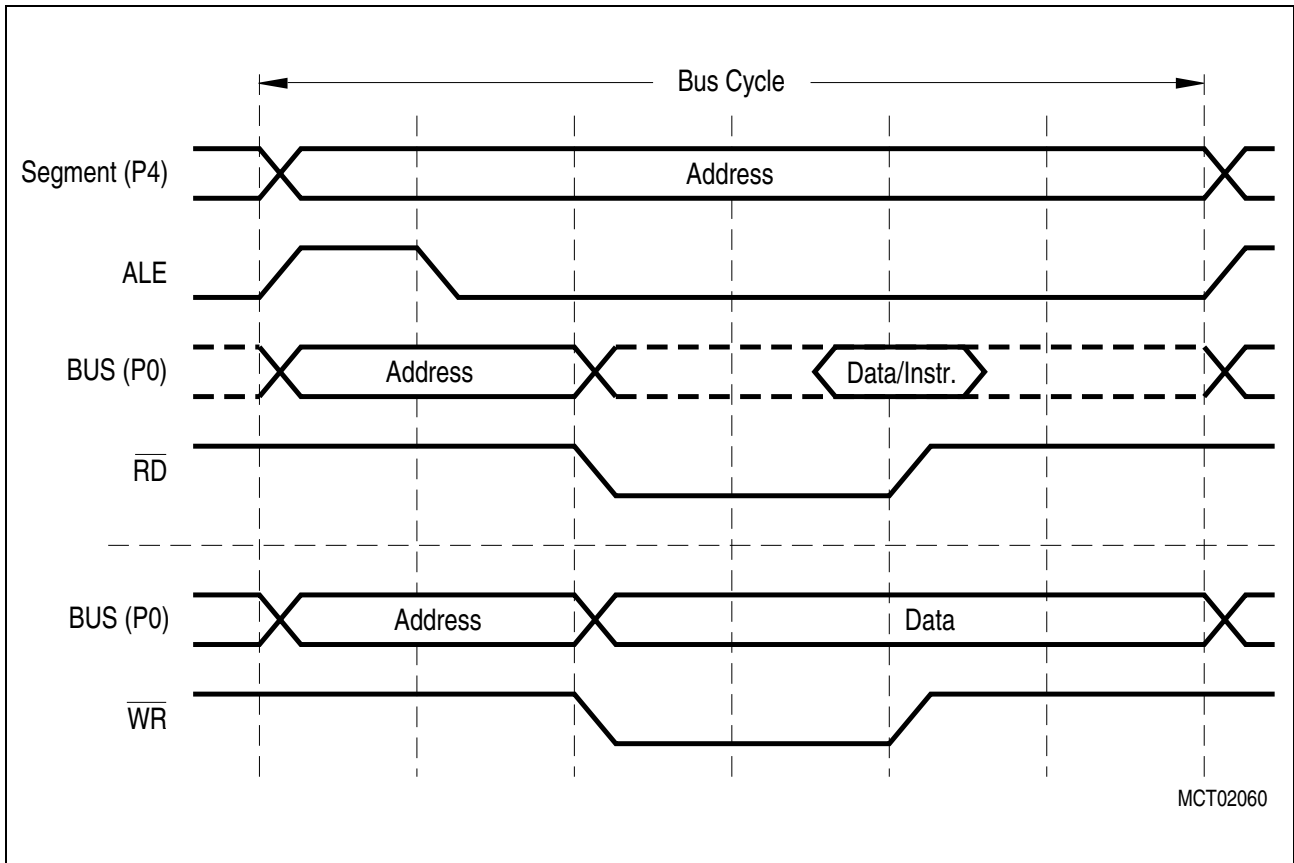 Bus Cycle
Segment (P4)
Address
ALE
BUS (P0)
Address
Data/Instr.
RD
BUS (P0)
Address
Data
WR
MCT02060